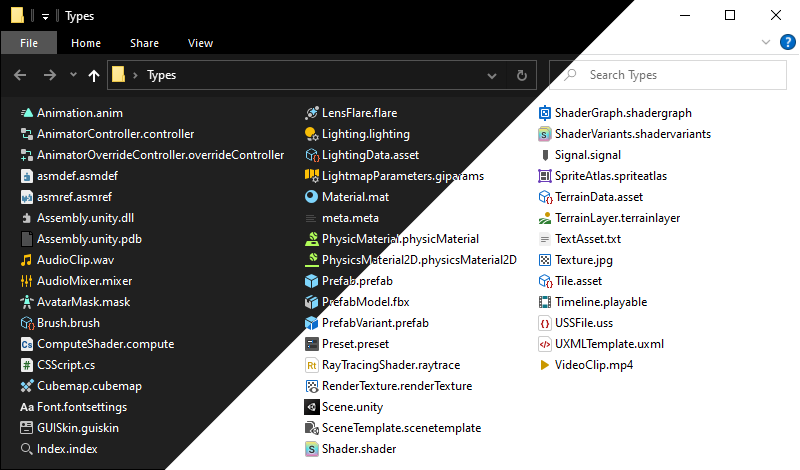 Types
File
Home
Share
View
Types
Search Types
Animation.anim
AnimatorController.controller
AnimatorOverrideController.overrideController
asmdef.asmdef
asmref.asmref
Assembly.unity.dll
Assembly.unity.pdb
AudioClip.wav
AudioMixer.mixer
AvatarMask.mask
Brush.brush
ComputeShader.compute
CSScript.cs
Cubemap.cubemap
Font.fontsettings
GUISkin.guiskin
Index.index
LensFlare.flare
Lighting.lighting
LightingData.asset
LightmapParameters.giparams
Material.mat
meta.meta
PhysicMaterial.physicMaterial
PhysicsMaterial2D.physicsMaterial2D
Prefab.prefab
PrefabModel.fbx
PrefabVariant.prefab
Preset.preset
RayTracingShader.raytrace
RenderTexture.renderTexture
Scene.unity
SceneTemplate.scenetemplate
Shader.shader
ShaderGraph.shadergraph
ShaderVariants.shadervariants
Signal.signal
SpriteAtlas.spriteatlas
TerrainData.asset
TerrainLayer.terrainlayer
TextAsset.txt
Texture.jpg
Tile.asset
Timeline.playable
USSFile.uss
UXMLTemplate.uxml
VideoClip.mp4